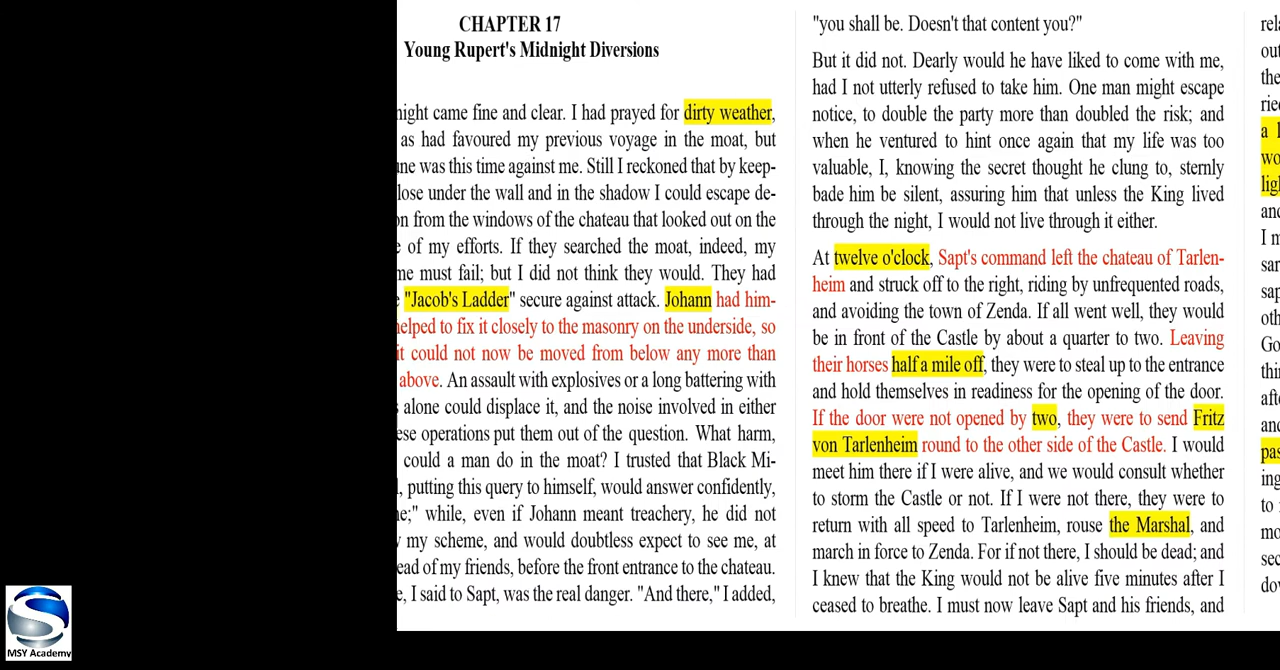 CHAPTER 17
Young Rupert's Midnight Diversions
came fine and clear. I had prayed for dirty weather,
as had favoured my previous voyage in the moat, but
was this time against me. Still I reckoned that by keep-
under the wall and in the shadow I could escape de-
from the windows of the chateau that looked out on the
of my efforts. If they searched the moat, indeed, my
must fail; but I did not think they would. They had
"Jacob's Ladder" secure against attack. Johann had him-
helped to fix it closely to the masonry on the underside, so
it could not now be moved from below any more than
above. An assault with explosives or a long battering with
alone could displace it, and the noise involved in either
operations put them out of the question. What harm,
could a man do in the moat? I trusted that Black Mi-
putting this query to himself, would answer confidently,
while, even if Johann meant treachery, he did not
my scheme, and would doubtless expect to see me, at
of my friends, before the front entrance to the chateau.
I said to Sapt, was the real danger. "And there," I added,
"you shall be. Doesn't that content you?"
But it did not. Dearly would he have liked to come with me,
had I not utterly refused to take him. One man might escape
notice, to double the party more than doubled the risk; and
when he ventured to hint once again that my life was too
valuable, I, knowing the secret thought he clung to, sternly
bade him be silent, assuring him that unless the King lived
through the night, I would not live through it either.
At twelve o'clock, Sapt's command left the chateau of Tarlen-
heim and struck off to the right, riding by unfrequented roads,
and avoiding the town of Zenda. If all went well, they would
be in front of the Castle by about a quarter to two. Leaving
their horses half a mile off, they were to steal up to the entrance
and hold themselves in readiness for the opening of the door.
If the door were not opened by two, they were to send Fritz
von Tarlenheim round to the other side of the Castle. I would
meet him there if I were alive, and we would consult whether
to storm the Castle or not. If I were not there, they were to
return with all speed to Tarlenheim, rouse the Marshal, and
march in force to Zenda. For if not there, I should be dead; and
I knew that the King would not be alive five minutes after I
ceased to breathe. I must now leave Sapt and his friends, and
MSY Academy